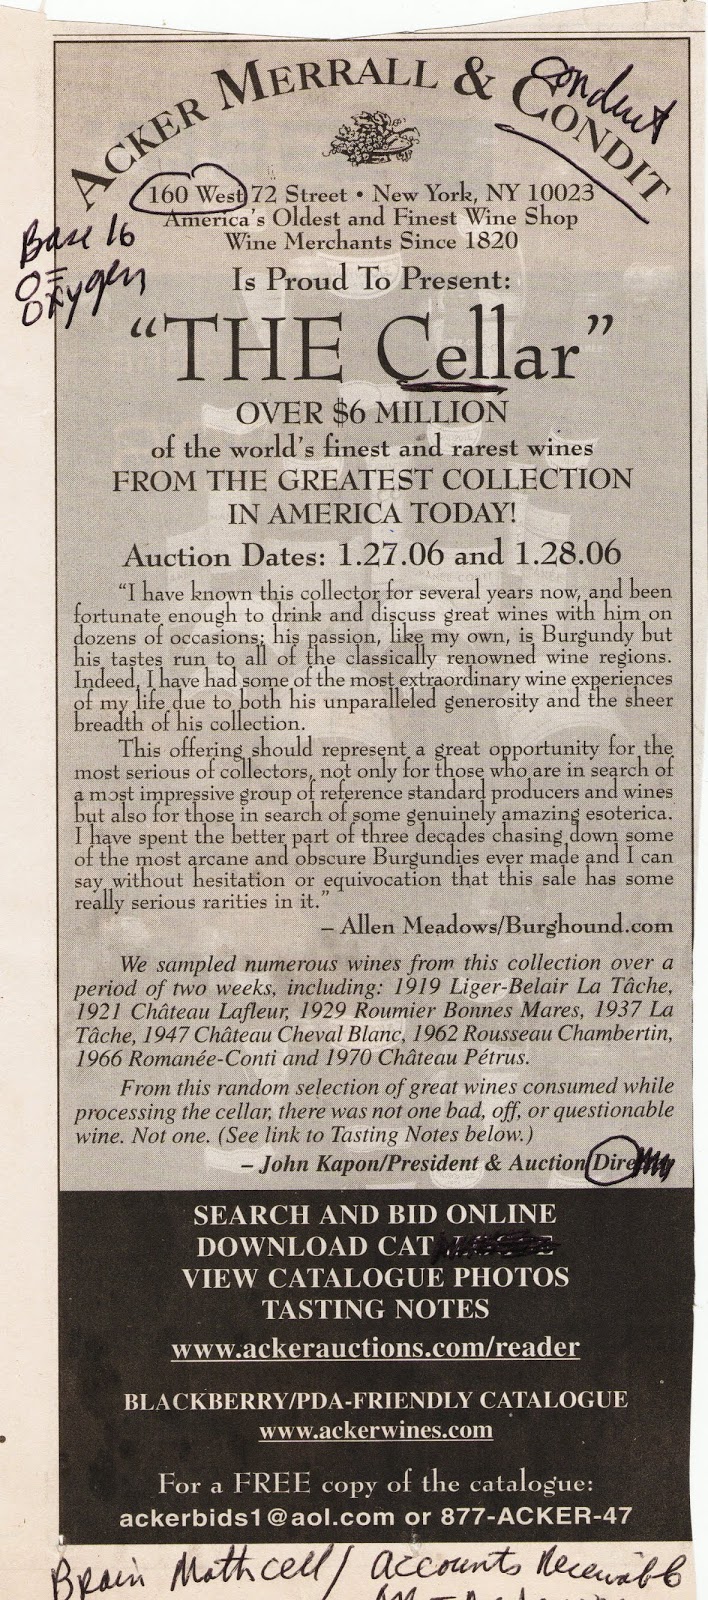 ACKER MERRALL & CONDIT
Conduit
160 West 72 Street • New York, NY 10023
America's Oldest and Finest Wine Shop
Wine Merchants Since 1820
Base 16
O=
Oxygen
Is Proud To Present:
“THE Cellar”
OVER $6 MILLION
of the world's finest and rarest wines
FROM THE GREATEST COLLECTION
IN AMERICA TODAY!
Auction Dates: 1.27.06 and 1.28.06
“I have known this collector for several years now, and been
fortunate enough to drink and discuss great wines with him on
dozens of occasions; his passion, like my own, is Burgundy but
his tastes run to all of the classically renowned wine regions.
Indeed, I have had some of the most extraordinary wine experiences
of my life due to both his unparalleled generosity and the sheer
breadth of his collection.
This offering should represent a great opportunity for the
most serious of collectors, not only for those who are in search of
a most impressive group of reference standard producers and wines
but also for those in search of some genuinely amazing esoterica.
I have spent the better part of three decades chasing down some
of the most arcane and obscure Burgundies ever made and I can
say without hesitation or equivocation that this sale has some
really serious rarities in it.”
– Allen Meadows/Burghound.com
We sampled numerous wines from this collection over a
period of two weeks, including: 1919 Liger-Belair La Tâche,
1921 Château Lafleur, 1929 Roumier Bonnes Mares, 1937 La
Tâche, 1947 Château Cheval Blanc, 1962 Rousseau Chambertin,
1966 Romanée-Conti and 1970 Château Pétrus.
From this random selection of great wines consumed while
processing the cellar, there was not one bad, off, or questionable
wine. Not one. (See link to Tasting Notes below.)
– John Kapon/President & Auction Dire
SEARCH AND BID ONLINE
DOWNLOAD CAT
VIEW CATALOGUE PHOTOS
TASTING NOTES
www.ackerauctions.com/reader
BLACKBERRY/PDA-FRIENDLY CATALOGUE
www.ackerwines.com
For a FREE copy of the catalogue:
ackerbids1@aol.com or 877-ACKER-47
Brain Math cell / Accounts Receivable